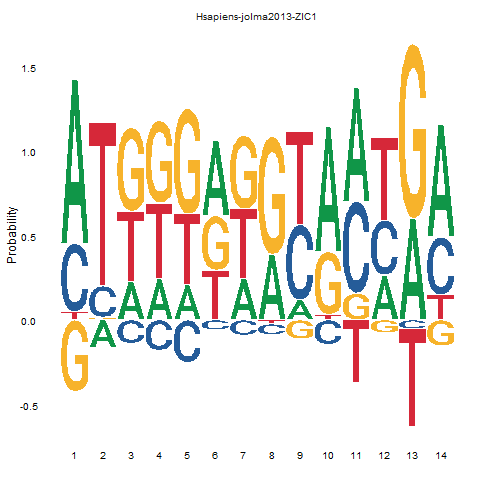 Hsapiens-jolma2013-ZIC1
Probability
1.5
1.0
0.5
0.0
-0.5
A T G G G A G G T A A T G A
C C T T T G T G C G C C A C
T A A A T A A A C G A C T
G A C C C C C C G T G T G
1 2 3 4 5 6 7 8 9 10 11 12 13 14